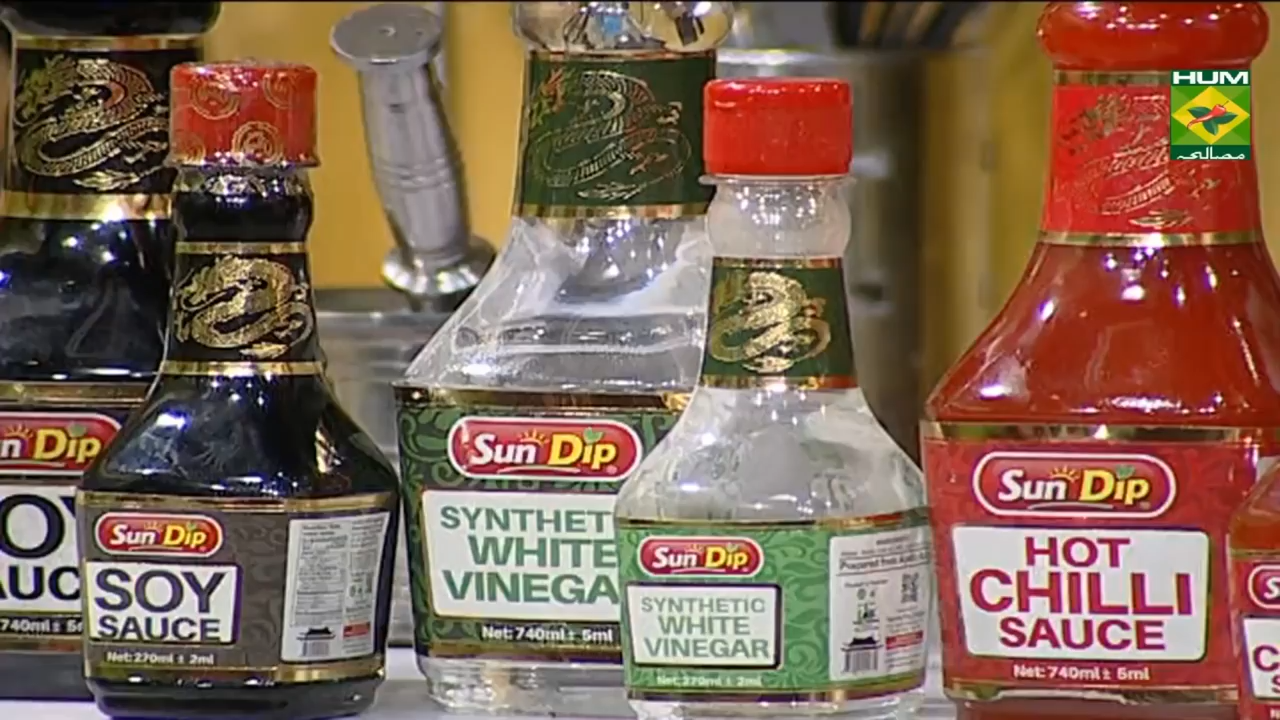 HUM
مصالحہ
Sun Dip
SOY
SAUCE
Net: 270ml ± 2ml
Sun Dip
SYNTHET
WHITE
VINEGA
Net: 740ml ± 5ml
Sun Dip
SYNTHETIC
WHITE
VINEGAR
Net: 270ml ± 2ml
Sun Dip
HOT
CHILLI
SAUCE
Net: 740ml ± 5ml
n Dip
OY
AUC
740ml ± 5
S
C
S